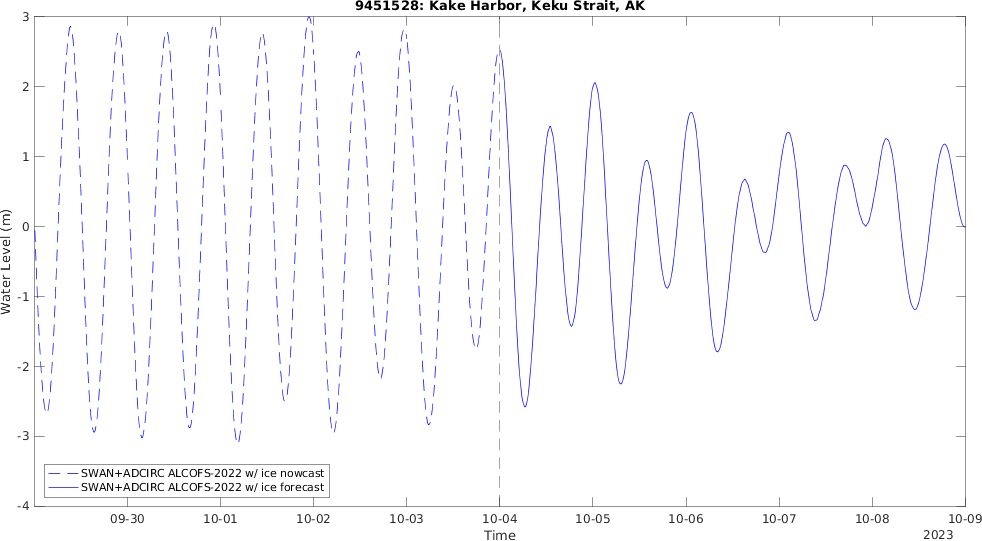 9451528: Kake Harbor, Keku Strait, AK
3
2
1
0
-1
-2
-3
-4
Water Level (m)
SWAN+ADCIRC ALCOFS-2022 w/ ice nowcast
SWAN+ADCIRC ALCOFS-2022 w/ ice forecast
09-30 10-01 10-02 10-03 10-04 10-05 10-06 10-07 10-08 10-09
Time
2023